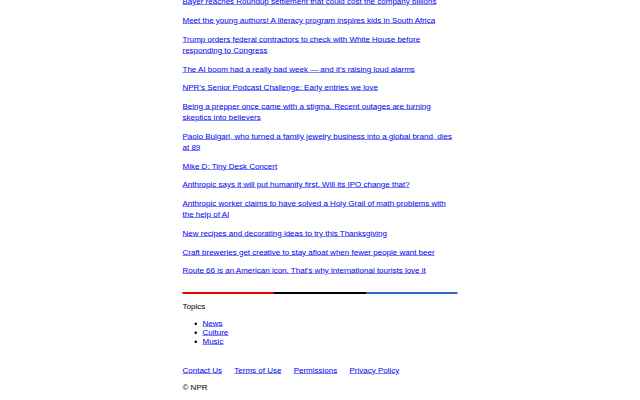 Bayer reaches Roundup settlement that could cost the company billions
Meet the young authors! A literacy program inspires kids in South Africa
Trump orders federal contractors to check with White House before
responding to Congress
The AI boom had a really bad week — and it's raising loud alarms
NPR's Senior Podcast Challenge: Early entries we love
Being a prepper once came with a stigma. Recent outages are turning
skeptics into believers
Paolo Bulgari, who turned a family jewelry business into a global brand, dies
at 89
Mike D: Tiny Desk Concert
Anthropic says it will put humanity first. Will its IPO change that?
Anthropic worker claims to have solved a Holy Grail of math problems with
the help of AI
New recipes and decorating ideas to try this Thanksgiving
Craft breweries get creative to stay afloat when fewer people want beer
Route 66 is an American icon. That's why international tourists love it
Topics
News
Culture
Music
Contact Us Terms of Use Permissions Privacy Policy
© NPR